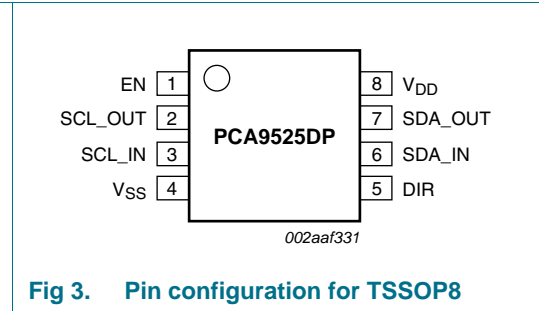 EN 1 8 VDD
SCL_OUT 2 7 SDA_OUT
PCA9525DP
SCL_IN 3 6 SDA_IN
VSS 4 5 DIR
002aaf331
Fig 3. Pin configuration for TSSOP8